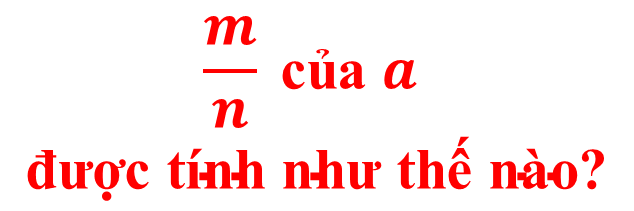 m/n của a
được tính như thế nào?